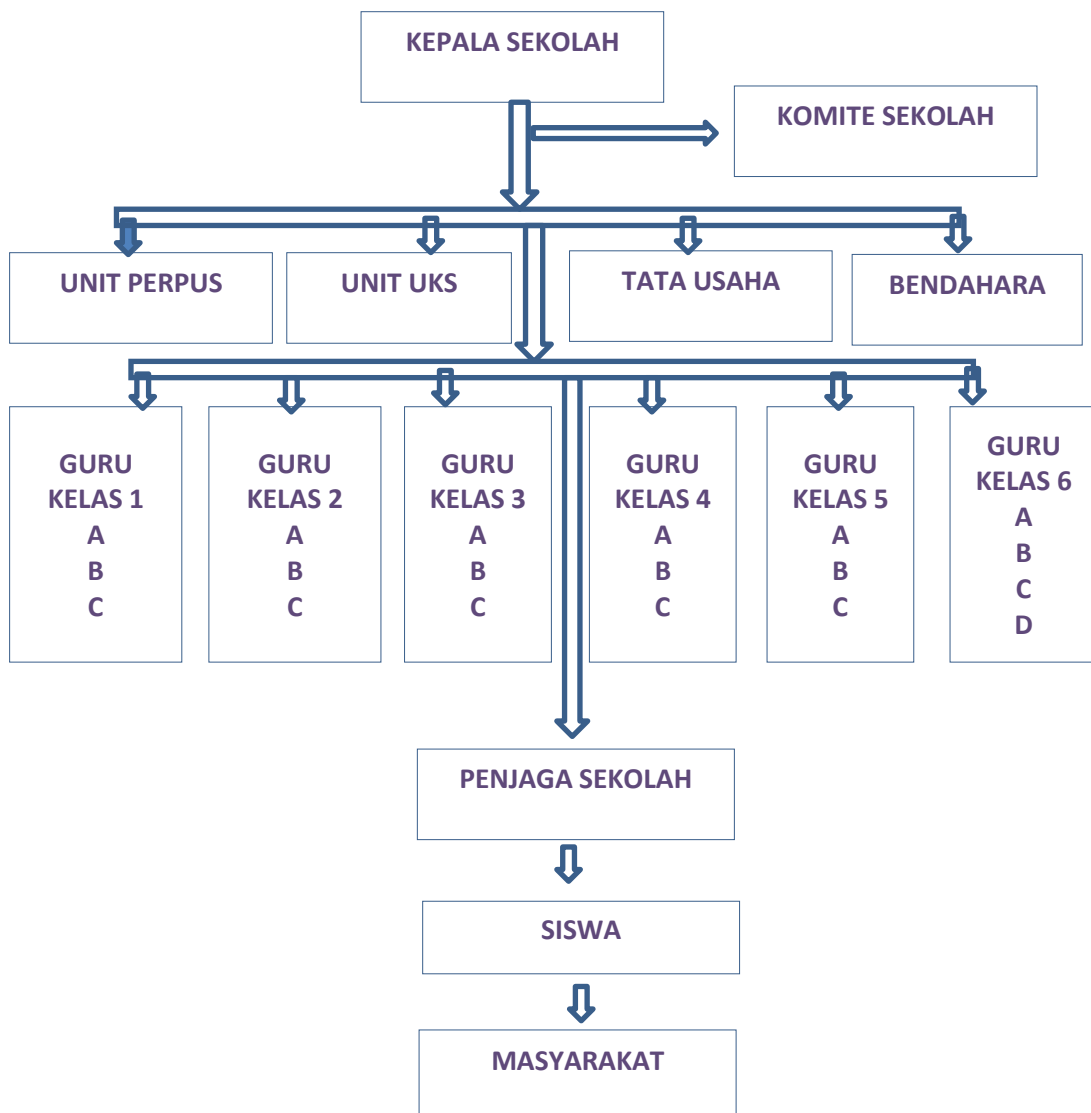 KEPALA SEKOLAH
KOMITE SEKOLAH
UNIT PERPUS
UNIT UKS
TATA USAHA
BENDAHARA
GURU
KELAS 1
A
B
C
GURU
KELAS 2
A
B
C
GURU
KELAS 3
A
B
C
GURU
KELAS 4
A
B
C
GURU
KELAS 5
A
B
C
GURU
KELAS 6
A
B
C
D
PENJAGA SEKOLAH
SISWA
MASYARAKAT